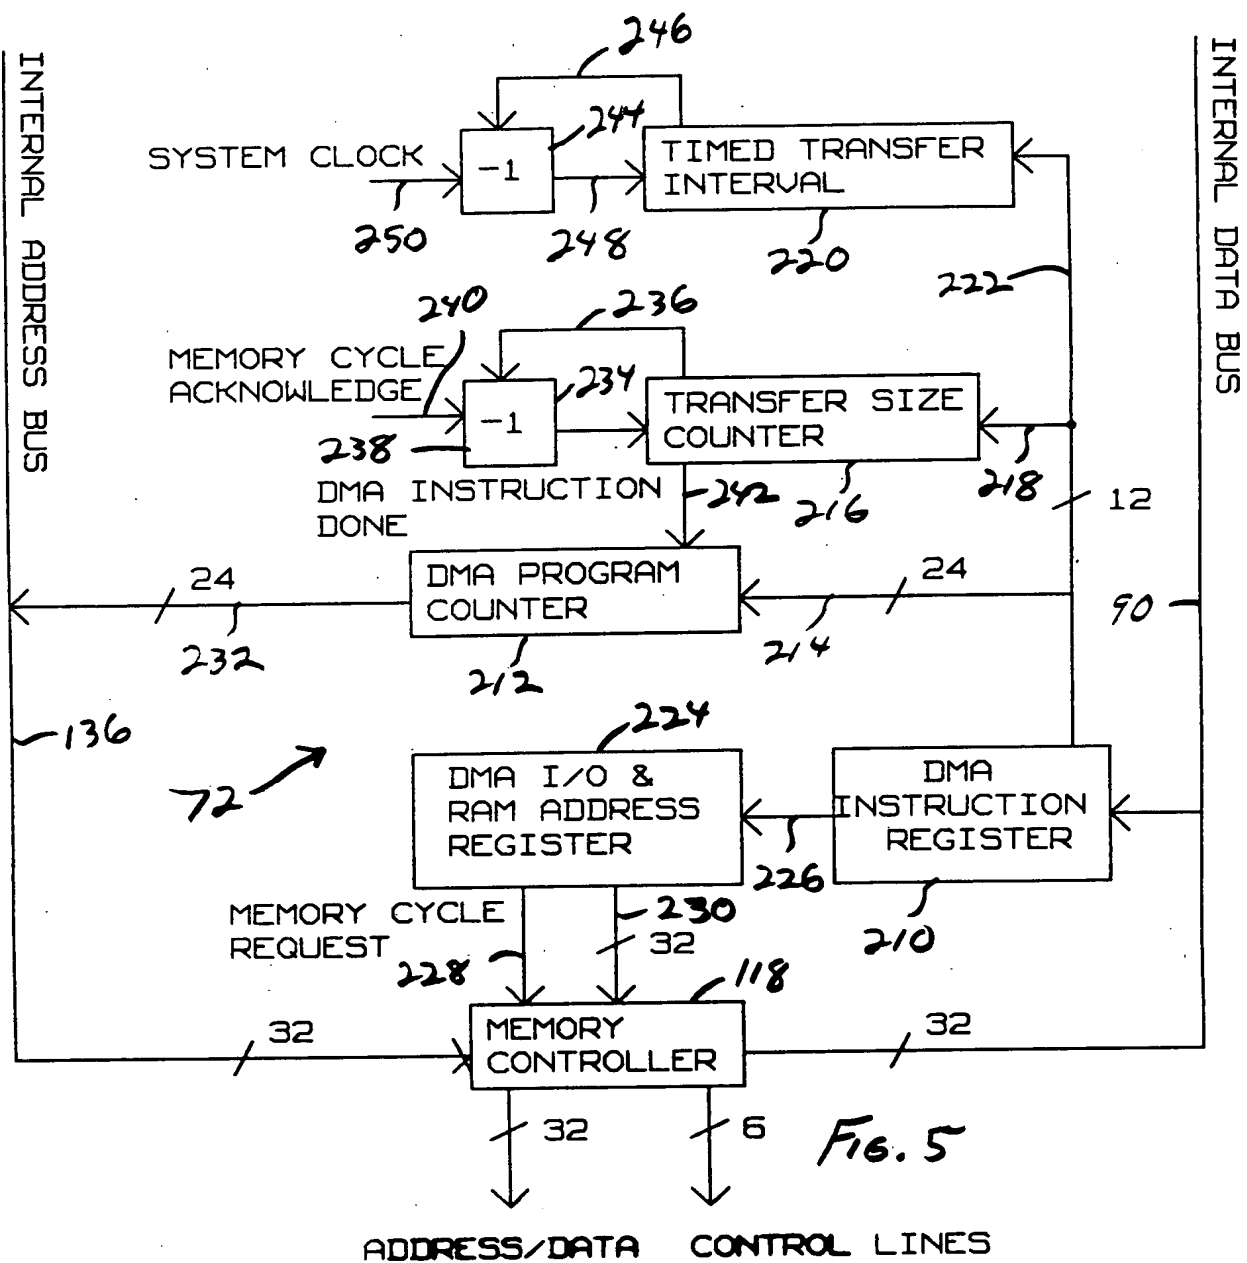 246
INTERNAL ADDRESS BUS
INTERNAL DATA BUS
244
SYSTEM CLOCK
-1
TIMED TRANSFER
INTERVAL
250
248
220
222
240
236
MEMORY CYCLE
ACKNOWLEDGE
234
-1
TRANSFER SIZE
COUNTER
238
218
DMA INSTRUCTION
DONE
242
216
12
24
DMA PROGRAM
COUNTER
24
90
232
212
214
136
224
72
DMA I/O &
RAM ADDRESS
REGISTER
DMA
INSTRUCTION
REGISTER
226
210
MEMORY CYCLE
REQUEST
230
32
228
118
32
MEMORY
CONTROLLER
32
32
6
FIG. 5
ADDRESS/DATA
CONTROL LINES